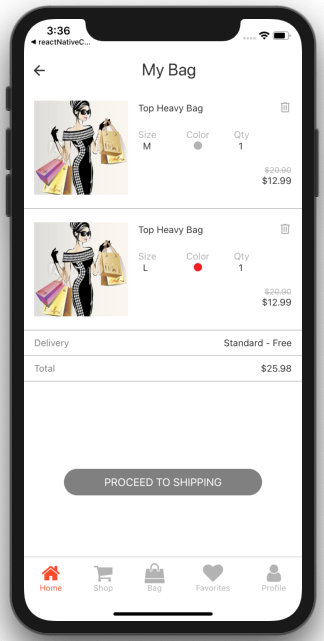 3:36
◀ reactNativeC...
My Bag
Top Heavy Bag
Size Color Qty
M 1
$20.90
$12.99
Top Heavy Bag
Size Color Qty
L 1
$20.90
$12.99
Delivery Standard - Free
Total $25.98
PROCEED TO SHIPPING
Home Shop Bag Favorites Profile